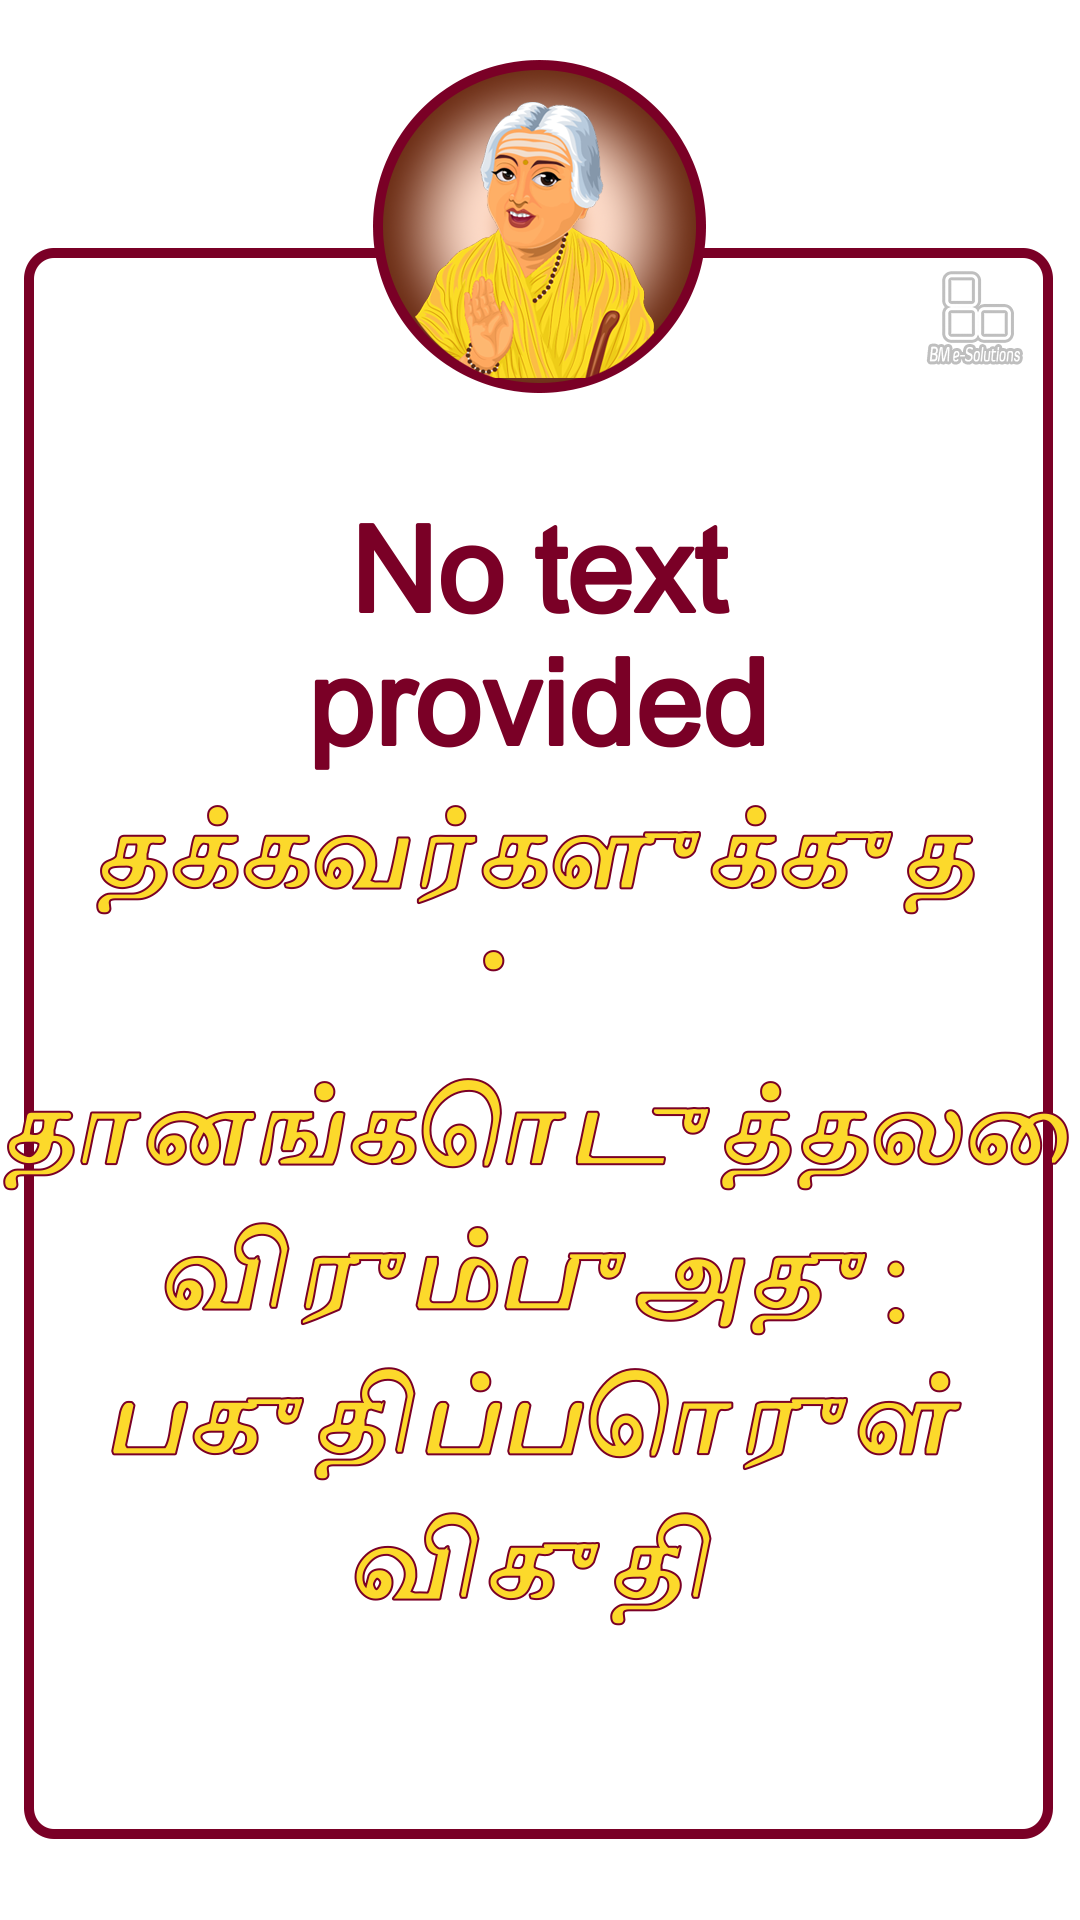 BM e-Solutions
No text
provided
தக்கவர்களுக்குத
்
தானங்கொடுத்தலை
விரும்புஅது:
பகுதிப்பொருள்
விகுதி